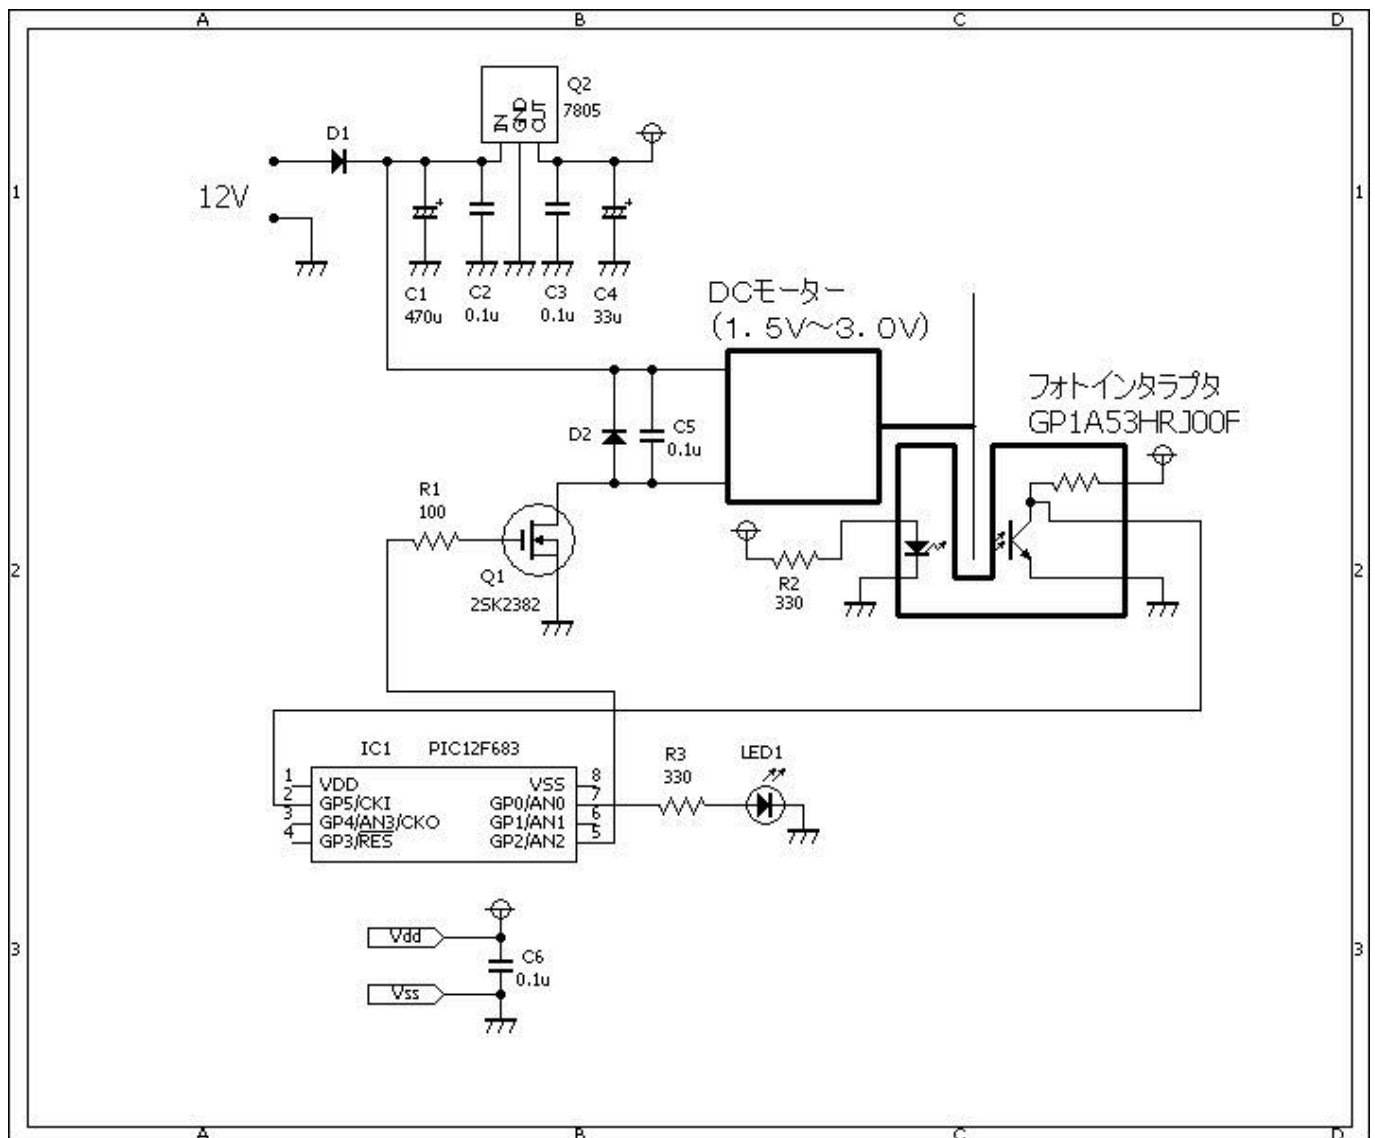 A B C D
Q2
7805
IN
GND
OUT
D1
1
12V
1
C1
470u
C2
0.1u
C3
0.1u
C4
33u
DCモーター
(1.5V～3.0V)
フォトインタラプタ
GP1A53HRJ00F
D2
C5
0.1u
R1
100
Q1
2SK2382
2
R2
330
2
IC1 PIC12F683
R3
330
LED1
1 VDD VSS 8
2 GP5/CKI GP0/AN0 7
3 GP4/AN3/CKO GP1/AN1 6
4 GP3/RES GP2/AN2 5
3
Vdd
C6
0.1u
Vss
3
A B C D